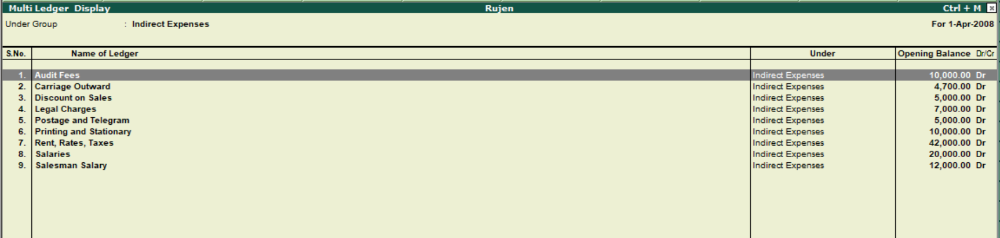 Multi Ledger Display Rujen Ctrl + M
Under Group : Indirect Expenses For 1-Apr-2008
S.No. Name of Ledger Under Opening Balance Dr/Cr
1. Audit Fees Indirect Expenses 10,000.00 Dr
2. Carriage Outward Indirect Expenses 4,700.00 Dr
3. Discount on Sales Indirect Expenses 5,000.00 Dr
4. Legal Charges Indirect Expenses 7,000.00 Dr
5. Postage and Telegram Indirect Expenses 5,000.00 Dr
6. Printing and Stationary Indirect Expenses 10,000.00 Dr
7. Rent, Rates, Taxes Indirect Expenses 42,000.00 Dr
8. Salaries Indirect Expenses 20,000.00 Dr
9. Salesman Salary Indirect Expenses 12,000.00 Dr